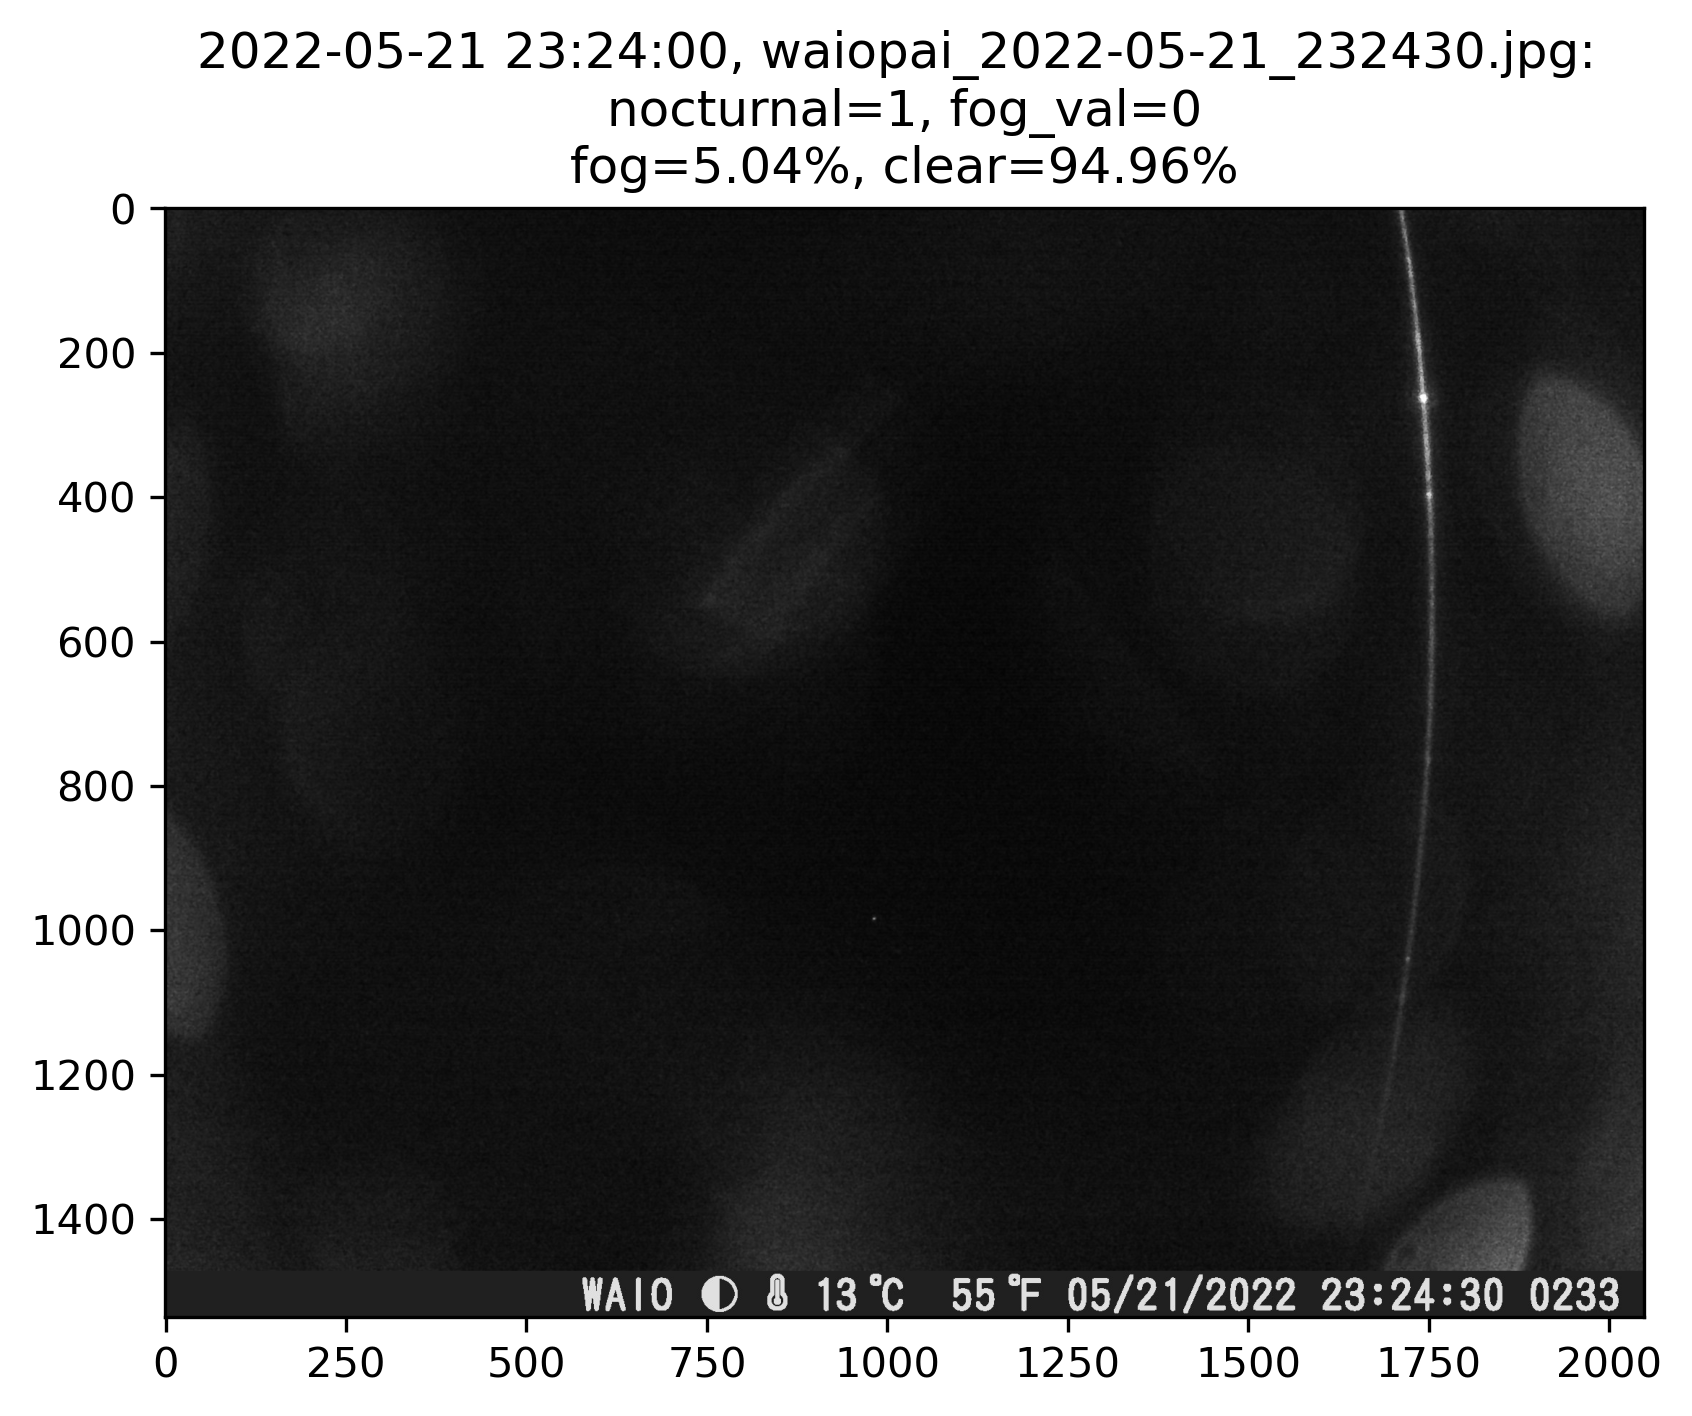 2022-05-21 23:24:00, waiopai_2022-05-21_232430.jpg:
nocturnal=1, fog_val=0
fog=5.04%, clear=94.96%
0
200
400
600
800
1000
1200
1400
WAIO 13°C 55°F 05/21/2022 23:24:30 0233
0 250 500 750 1000 1250 1500 1750 2000